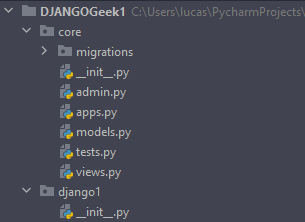 DJANGOGeek1 C:\Users\lucas\PycharmProjects\
core
migrations
__init__.py
admin.py
apps.py
models.py
tests.py
views.py
django1
__init__.py